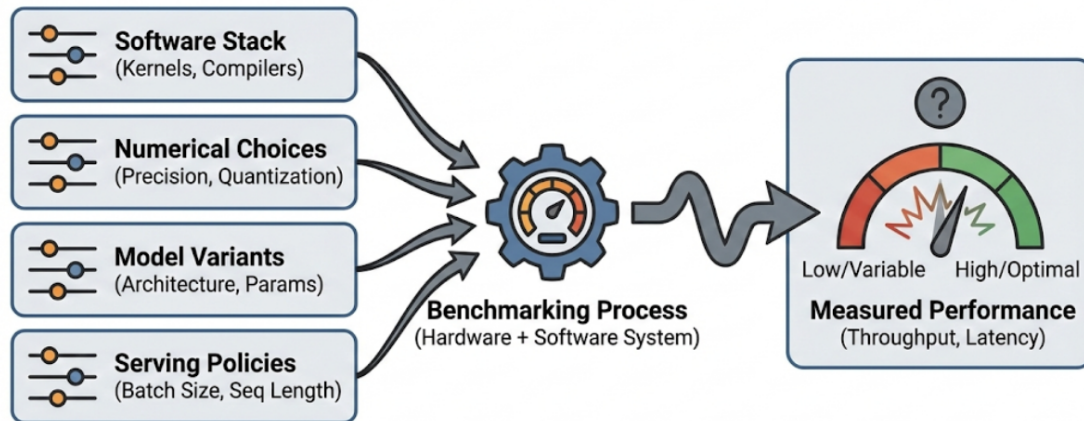 Software Stack
(Kernels, Compilers)
Numerical Choices
(Precision, Quantization)
Model Variants
(Architecture, Params)
Serving Policies
(Batch Size, Seq Length)
Benchmarking Process
(Hardware + Software System)
?
Low/Variable High/Optimal
Measured Performance
(Throughput, Latency)